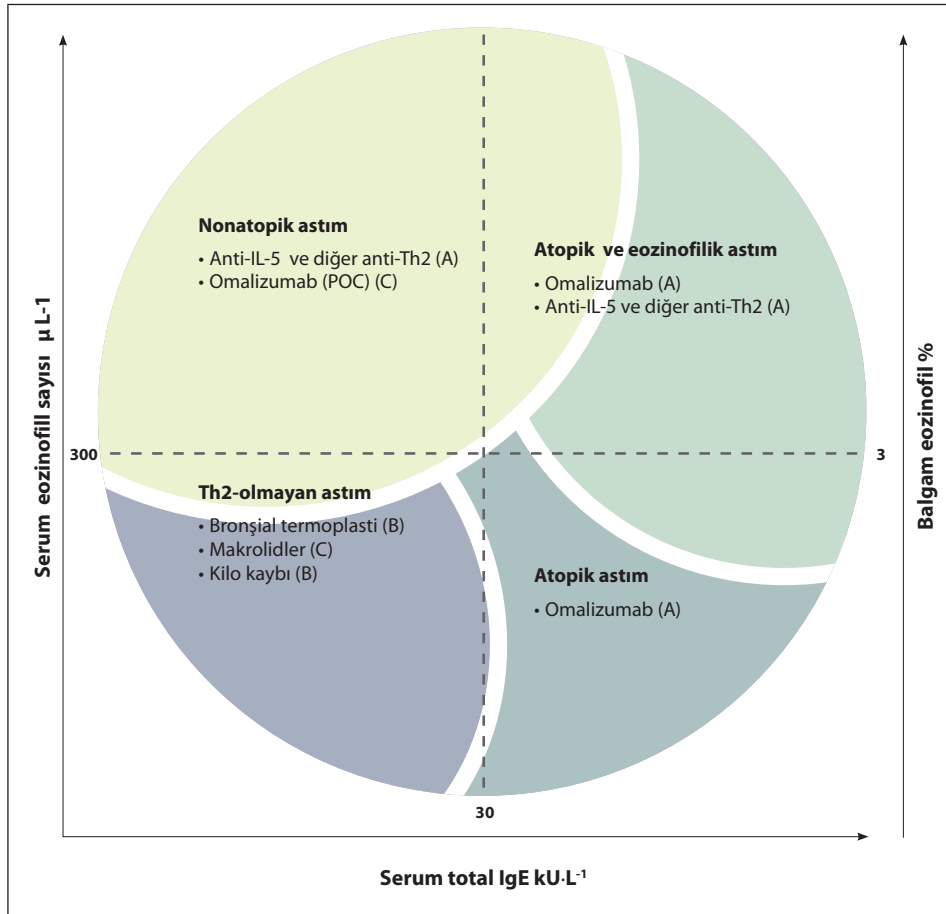 Nonatopik astım
• Anti-IL-5 ve diğer anti-Th2 (A)
• Omalizumab (POC) (C)
Atopik ve eozinofilik astım
• Omalizumab (A)
• Anti-IL-5 ve diğer anti-Th2 (A)
Serum eozinofill sayısı µ L-1
Balgam eozinofil %
300
3
Th2-olmayan astım
• Bronşial termoplasti (B)
• Makrolidler (C)
• Kilo kaybı (B)
Atopik astım
• Omalizumab (A)
30
Serum total IgE kU·L⁻¹